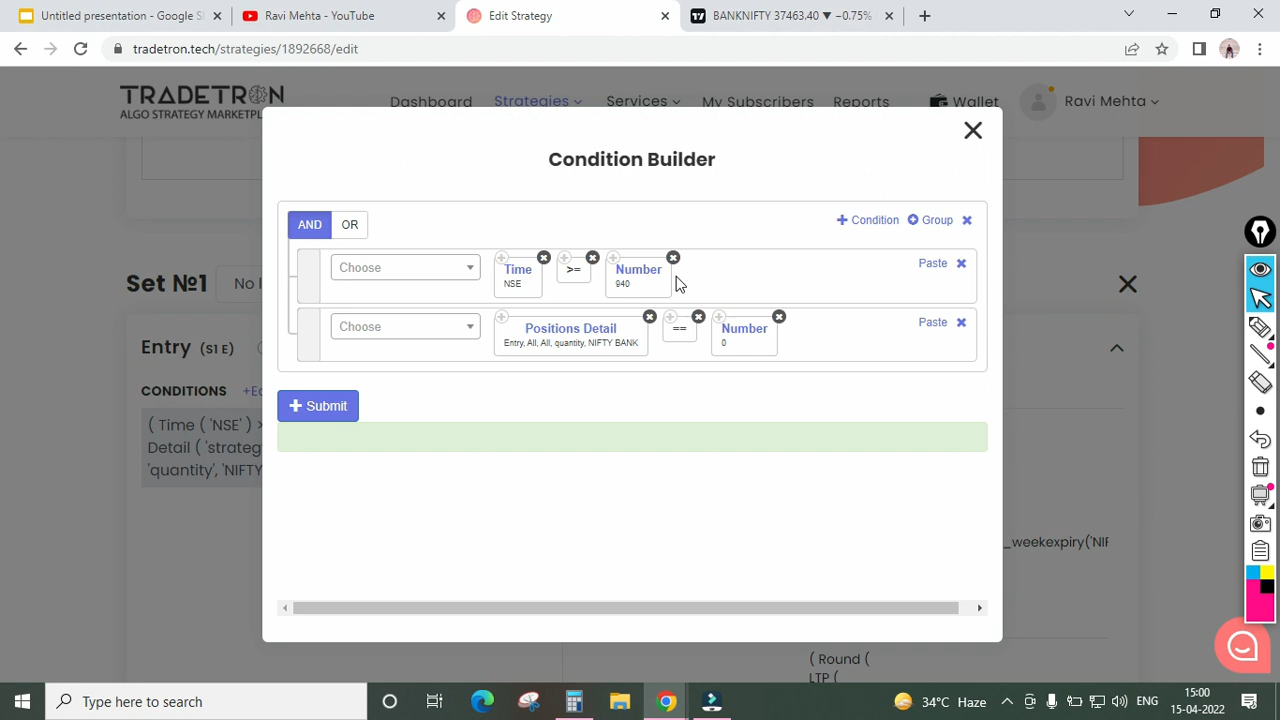 Untitled presentation - Google S
Ravi Mehta - YouTube
Edit Strategy
BANKNIFTY 37463.40 ▼ −0.75%
tradetron.tech/strategies/1892668/edit
TRADETRON
ALGO STRATEGY MARKETPL
Dashboard
Strategies
Services
My Subscribers
Reports
Wallet
Ravi Mehta
Condition Builder
AND
OR
Condition
Group
Choose
Time
NSE
>=
Number
940
Paste
Choose
Positions Detail
Entry, All, All, quantity, NIFTY BANK
==
Number
0
Paste
Submit
Set №1
No l
Entry (S1 E)
CONDITIONS
+Ed
( Time ( 'NSE' ) >
Detail ( 'strateg
'quantity', 'NIFTY
_weekexpiry('NIF
( Round (
LTP (
Type here to search
34°C Haze
ENG
15:00
15-04-2022